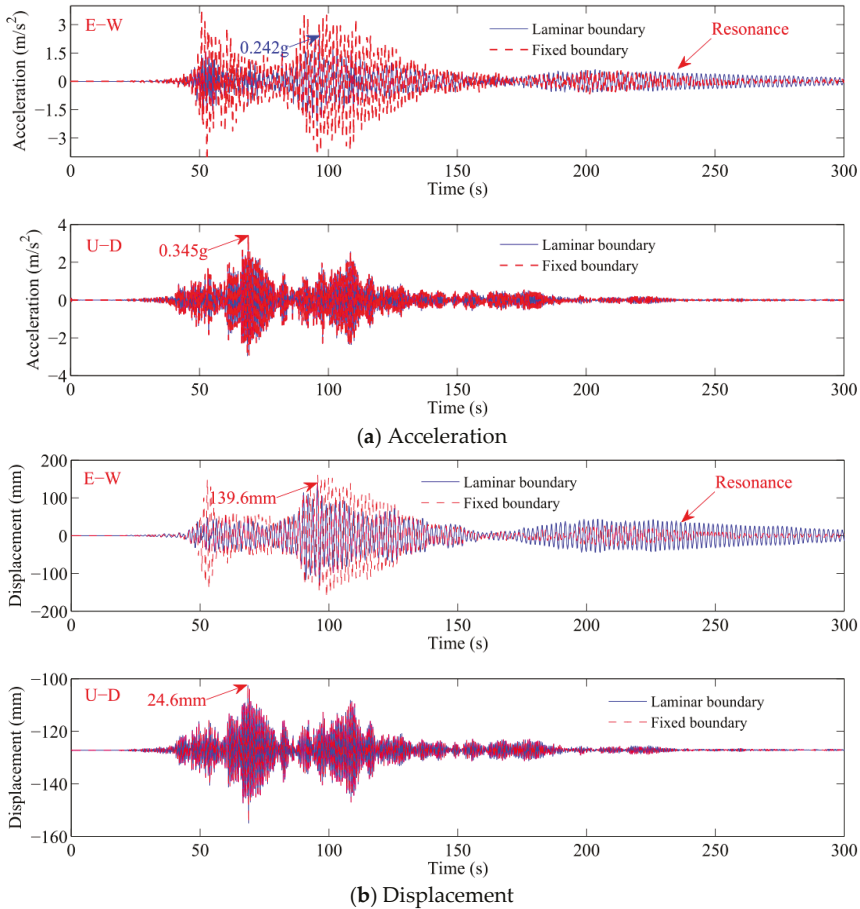 E−W
0.242g
Laminar boundary
Fixed boundary
Resonance
Acceleration (m/s²)
3
1.5
0
−1.5
−3
0 50 100 150 200 250 300
Time (s)
U−D
0.345g
Laminar boundary
Fixed boundary
Acceleration (m/s²)
4
2
0
−2
−4
0 50 100 150 200 250 300
Time (s)
(a) Acceleration
E−W
139.6mm
Laminar boundary
Fixed boundary
Resonance
Displacement (mm)
200
100
0
−100
−200
0 50 100 150 200 250 300
Time (s)
U−D
24.6mm
Laminar boundary
Fixed boundary
Displacement (mm)
−100
−120
−140
−160
0 50 100 150 200 250 300
Time (s)
(b) Displacement